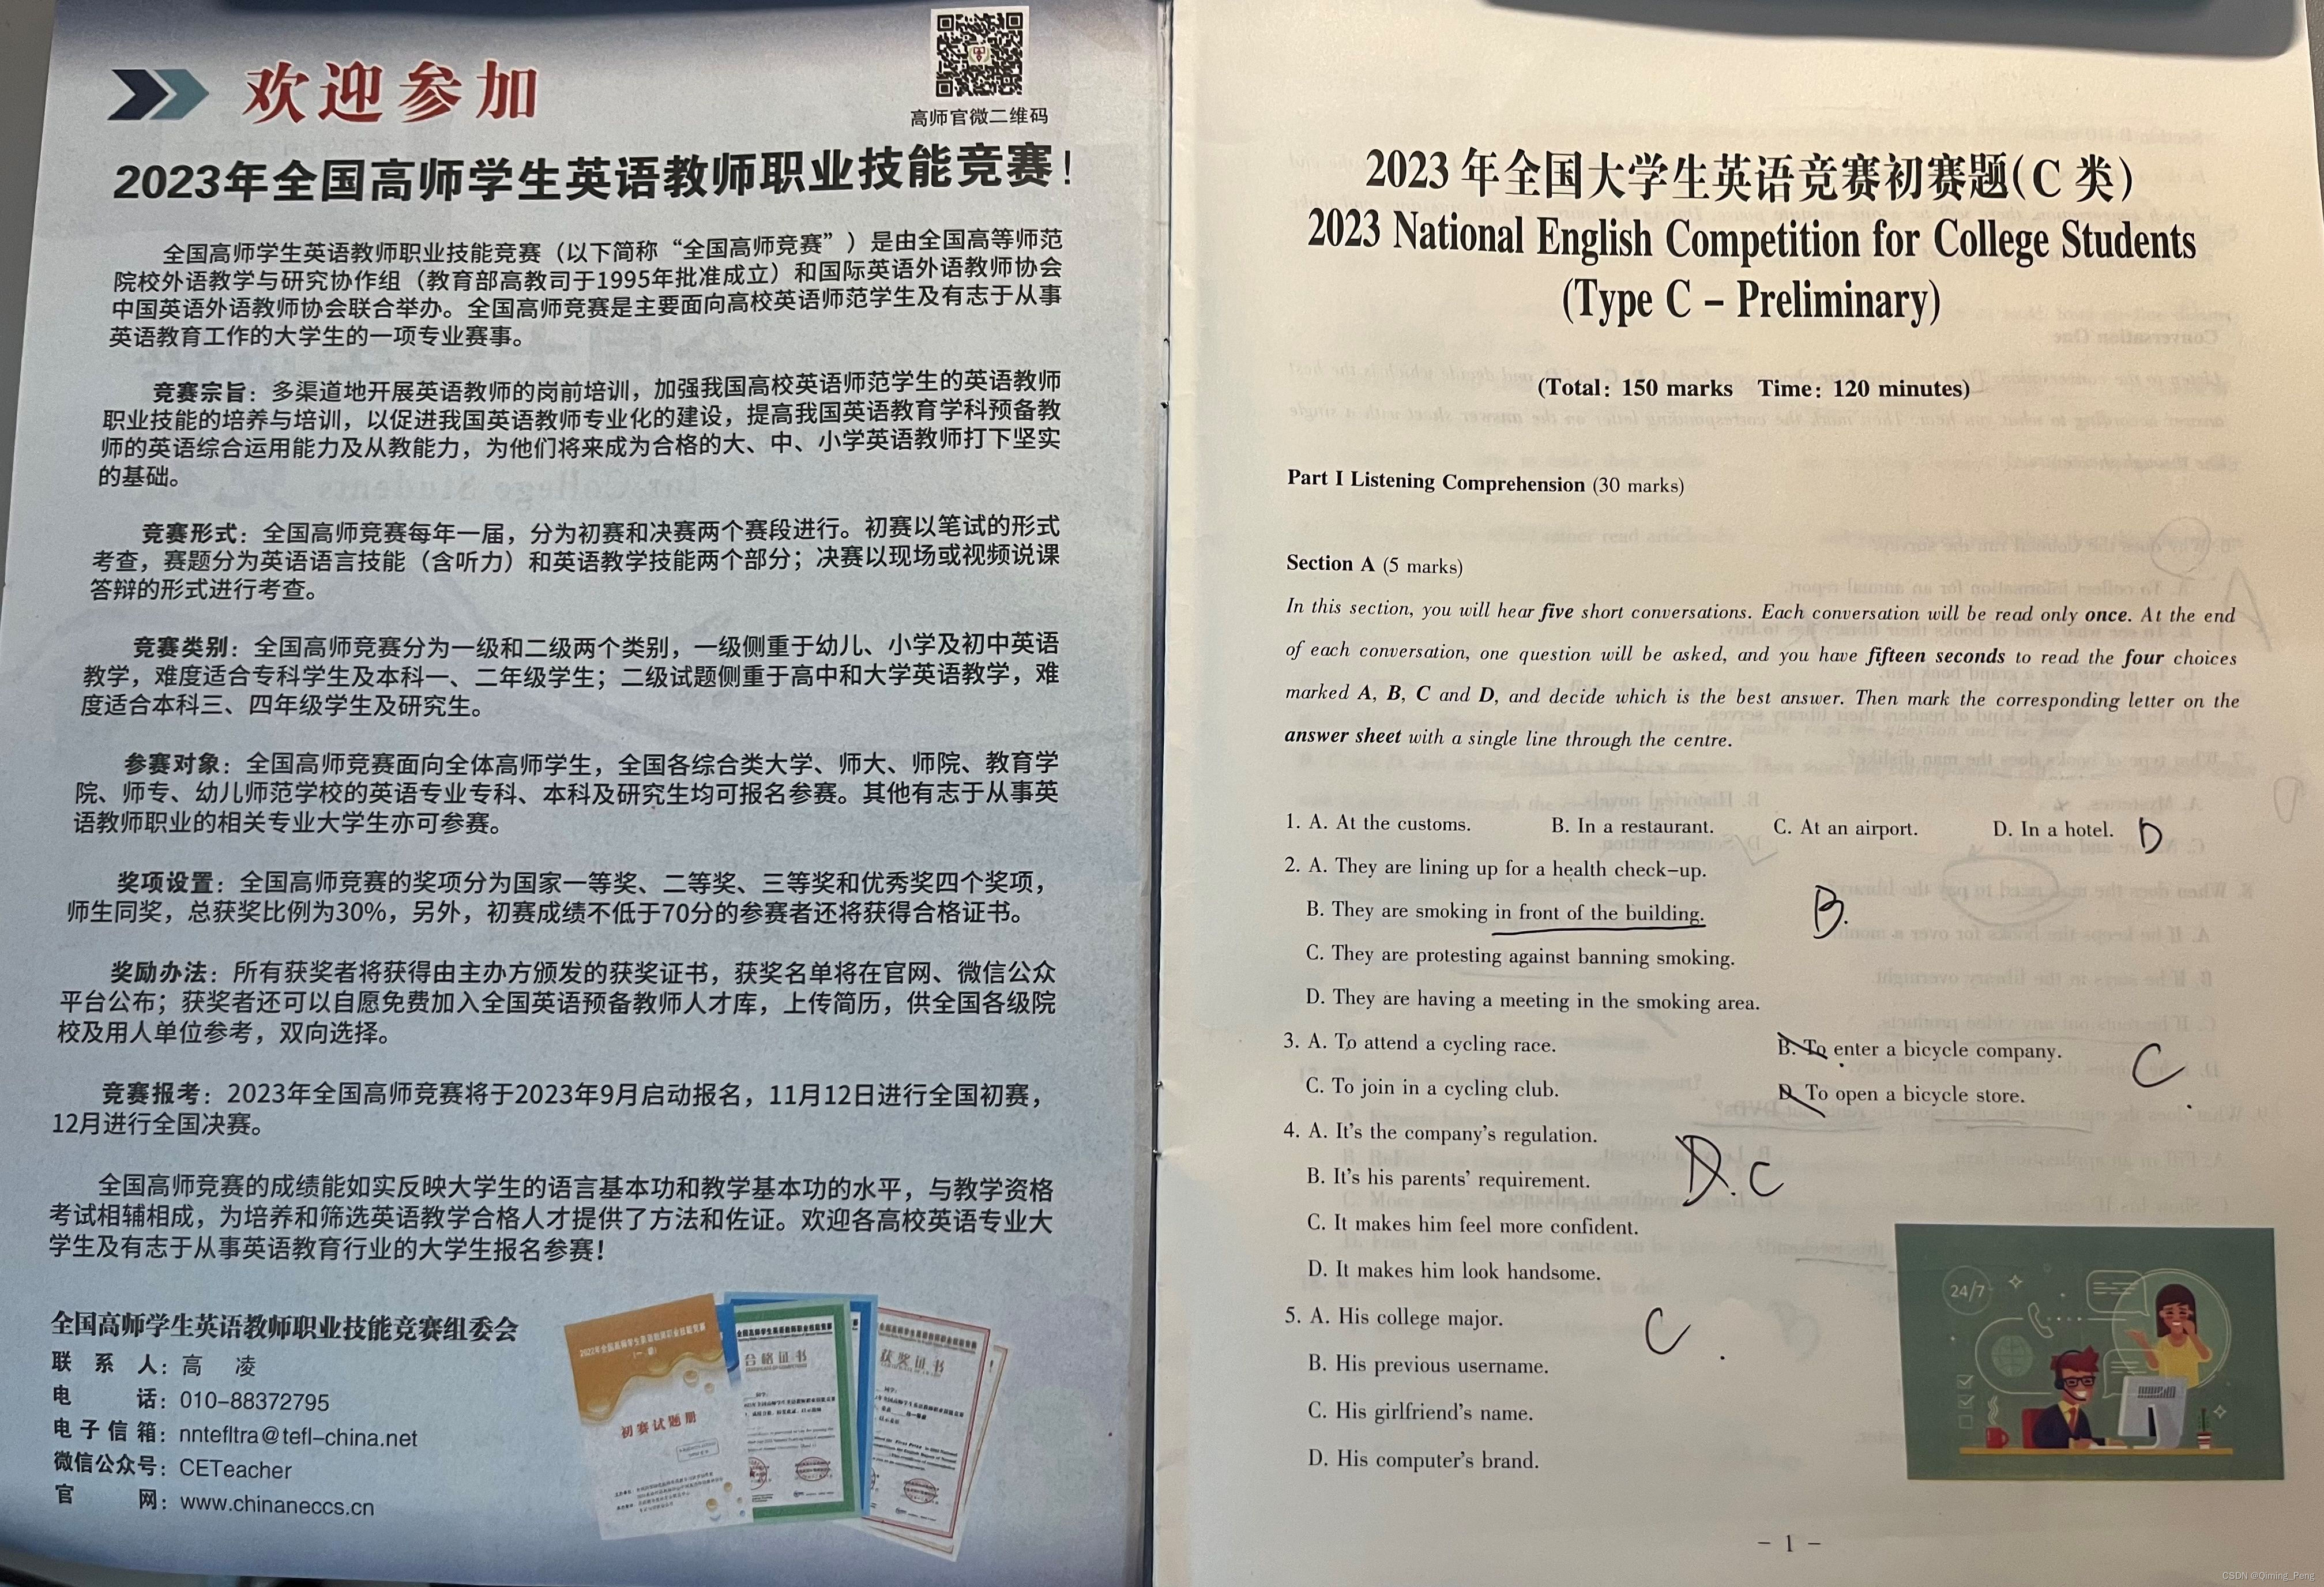 欢迎参加
高师官微二维码
2023年全国高师学生英语教师职业技能竞赛！
全国高师学生英语教师职业技能竞赛（以下简称“全国高师竞赛”）是由全国高等师范
院校外语教学与研究协作组（教育部高教司于1995年批准成立）和国际英语外语教师协会
中国英语外语教师协会联合举办。全国高师竞赛是主要面向高校英语师范学生及有志于从事
英语教育工作的大学生的一项专业赛事。
竞赛宗旨：多渠道地开展英语教师的岗前培训，加强我国高校英语师范学生的英语教师
职业技能的培养与培训，以促进我国英语教师专业化的建设，提高我国英语教育学科预备教
师的英语综合运用能力及从教能力，为他们将来成为合格的大、中、小学英语教师打下坚实
的基础。
竞赛形式：全国高师竞赛每年一届，分为初赛和决赛两个赛段进行。初赛以笔试的形式
考查，赛题分为英语语言技能（含听力）和英语教学技能两个部分；决赛以现场或视频说课
答辩的形式进行考查。
竞赛类别：全国高师竞赛分为一级和二级两个类别，一级侧重于幼儿、小学及初中英语
教学，难度适合专科学生及本科一、二年级学生；二级试题侧重于高中和大学英语教学，难
度适合本科三、四年级学生及研究生。
参赛对象：全国高师竞赛面向全体高师学生，全国各综合类大学、师大、师院、教育学
院、师专、幼儿师范学校的英语专业专科、本科及研究生均可报名参赛。其他有志于从事英
语教师职业的相关专业大学生亦可参赛。
奖项设置：全国高师竞赛的奖项分为国家一等奖、二等奖、三等奖和优秀奖四个奖项，
师生同奖，总获奖比例为30%，另外，初赛成绩不低于70分的参赛者还将获得合格证书。
奖励办法：所有获奖者将获得由主办方颁发的获奖证书，获奖名单将在官网、微信公众
平台公布；获奖者还可以自愿免费加入全国英语预备教师人才库，上传简历，供全国各级院
校及用人单位参考，双向选择。
竞赛报考：2023年全国高师竞赛将于2023年9月启动报名，11月12日进行全国初赛，
12月进行全国决赛。
全国高师竞赛的成绩能如实反映大学生的语言基本功和教学基本功的水平，与教学资格
考试相辅相成，为培养和筛选英语教学合格人才提供了方法和佐证。欢迎各高校英语专业大
学生及有志于从事英语教育行业的大学生报名参赛！
全国高师学生英语教师职业技能竞赛组委会
联 系 人：高 凌
电 话：010-88372795
电子信箱：nntefltra@tefl-china.net
微信公众号：CETeacher
官 网：www.chinaneccs.cn
初赛试题册
合格证书
获奖证书
2023年全国大学生英语竞赛初赛题（C类）
2023 National English Competition for College Students
(Type C – Preliminary)
(Total: 150 marks Time: 120 minutes)
Part I Listening Comprehension (30 marks)
Section A (5 marks)
In this section, you will hear five short conversations. Each conversation will be read only once. At the end
of each conversation, one question will be asked, and you have fifteen seconds to read the four choices
marked A, B, C and D, and decide which is the best answer. Then mark the corresponding letter on the
answer sheet with a single line through the centre.
1. A. At the customs. B. In a restaurant. C. At an airport. D. In a hotel. D
2. A. They are lining up for a health check-up.
B. They are smoking in front of the building. B.
C. They are protesting against banning smoking.
D. They are having a meeting in the smoking area.
3. A. To attend a cycling race. B. To enter a bicycle company. C
C. To join in a cycling club. D. To open a bicycle store.
4. A. It's the company's regulation.
B. It's his parents' requirement. D. C
C. It makes him feel more confident.
D. It makes him look handsome.
5. A. His college major. C.
B. His previous username.
C. His girlfriend's name.
D. His computer's brand.
24/7
– 1 –
CSDN @Qiming_Peng